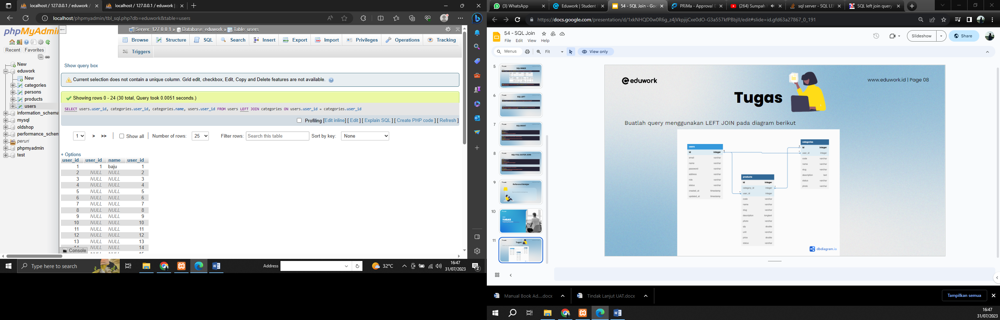 localhost / 127.0.0.1 / eduwork /
localhost / 127.0.0.1 / eduwork |
localhost/phpmyadmin/tbl_sql.php?db=eduwork&table=users
phpMyAdmin
Recent
Favorites
New
eduwork
New
categories
persons
products
users
information_schema
mysql
oldshop
performance_schem
peruri
phpmyadmin
test
Server: 127.0.0.1 » Database: eduwork » Table: users
Browse
Structure
SQL
Search
Insert
Export
Import
Privileges
Operations
Tracking
Triggers
Show query box
Current selection does not contain a unique column. Grid edit, checkbox, Edit, Copy and Delete features are not available.
Showing rows 0 - 24 (30 total, Query took 0.0051 seconds.)
SELECT users.user_id, categories.user_id, categories.name, users.user_id FROM users LEFT JOIN categories ON users.user_id = categories.user_id
Profiling [Edit inline] [ Edit ] [ Explain SQL ] [ Create PHP code ] [ Refresh ]
1 > >> Show all Number of rows: 25 Filter rows: Search this table Sort by key: None
+ Options
user_id user_id name user_id
1 1 baju 1
2 NULL NULL 2
3 NULL NULL 3
4 NULL NULL 4
5 NULL NULL 5
6 NULL NULL 6
7 NULL NULL 7
8 NULL NULL 8
9 NULL NULL 9
10 NULL NULL 10
11 NULL NULL 11
12 NULL NULL 12
13 NULL NULL 13
14 NULL NULL 14
Console
Type here to search
Address
32°C
16:47
31/07/2023
2
(3) WhatsApp
Eduwork | Student
54 - SQL Join - Goo
PRiMa - Approval D
(264) Sumpah
sql server - SQL LEF
SQL left join query
https://docs.google.com/presentation/d/1xkNHQD0w0R6g_z4jVkpjijCxe0dO-G3a557kfPBbjII/edit#slide=id.gfd63a27867_0_191
54 - SQL Join
File Edit View Help
Slideshow
Share
Menus
Fit
View only
5
SQL INNER
6
SQL LEFT
7
SQL RIGHT
8
SQL FULL OUTER JOIN
9
Referensi Belajar
10
TUGAS
11
Tugas
eduwork
www.eduwork.id | Page 08
Tugas
Buatlah query menggunakan LEFT JOIN pada diagram berikut
users
id integer
email varchar
name varchar
password varchar
address varchar
role varchar
status varchar
created_at timestamp
updated_at timestamp
categories
id integer
user_id integer
code varchar
name varchar
slug varchar
description text
status varchar
photo varchar
products
id integer
category_id integer
user_id integer
code varchar
name varchar
slug varchar
description longtext
photo varchar
qty double
unit varchar
price double
status varchar
dbdiagram.io
Manual Book Ad....docx
Tindak Lanjut UAT.docx
Tampilkan semua
16:47
31/07/2023